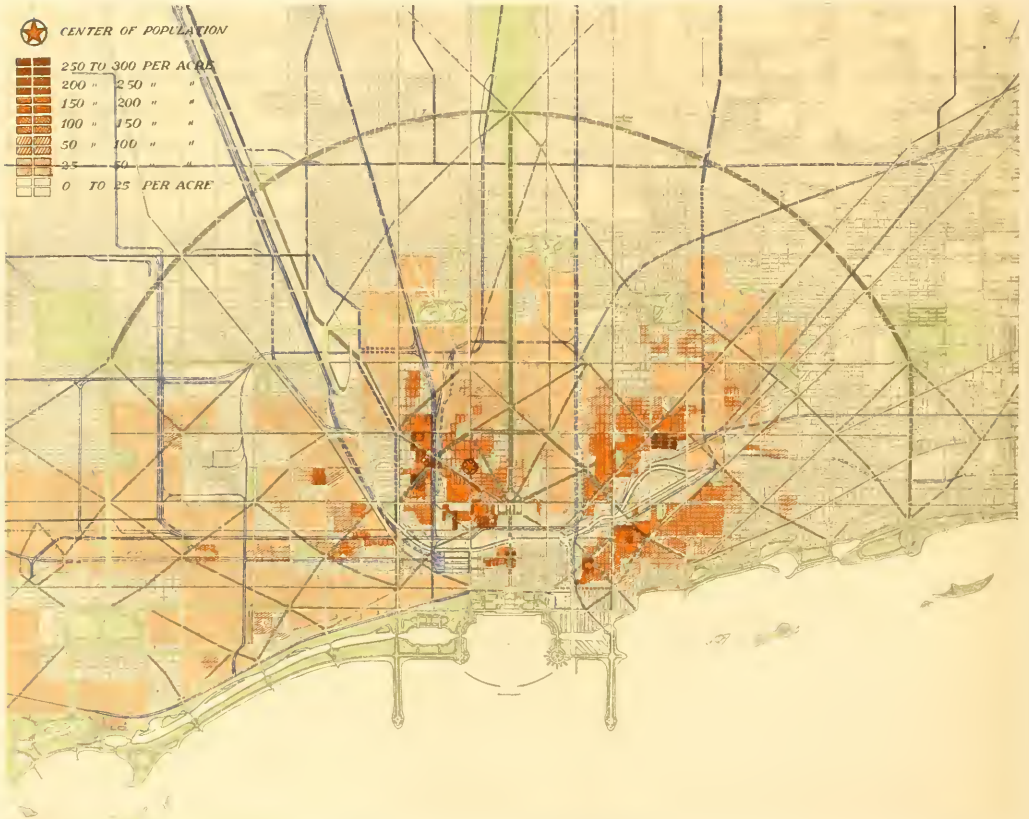 CENTER OF POPULATION
250 TO 300 PER ACRE
200 " 250 " "
150 " 200 " "
100 " 150 " "
50 " 100 " "
25 " 50 " "
0 TO 25 PER ACRE